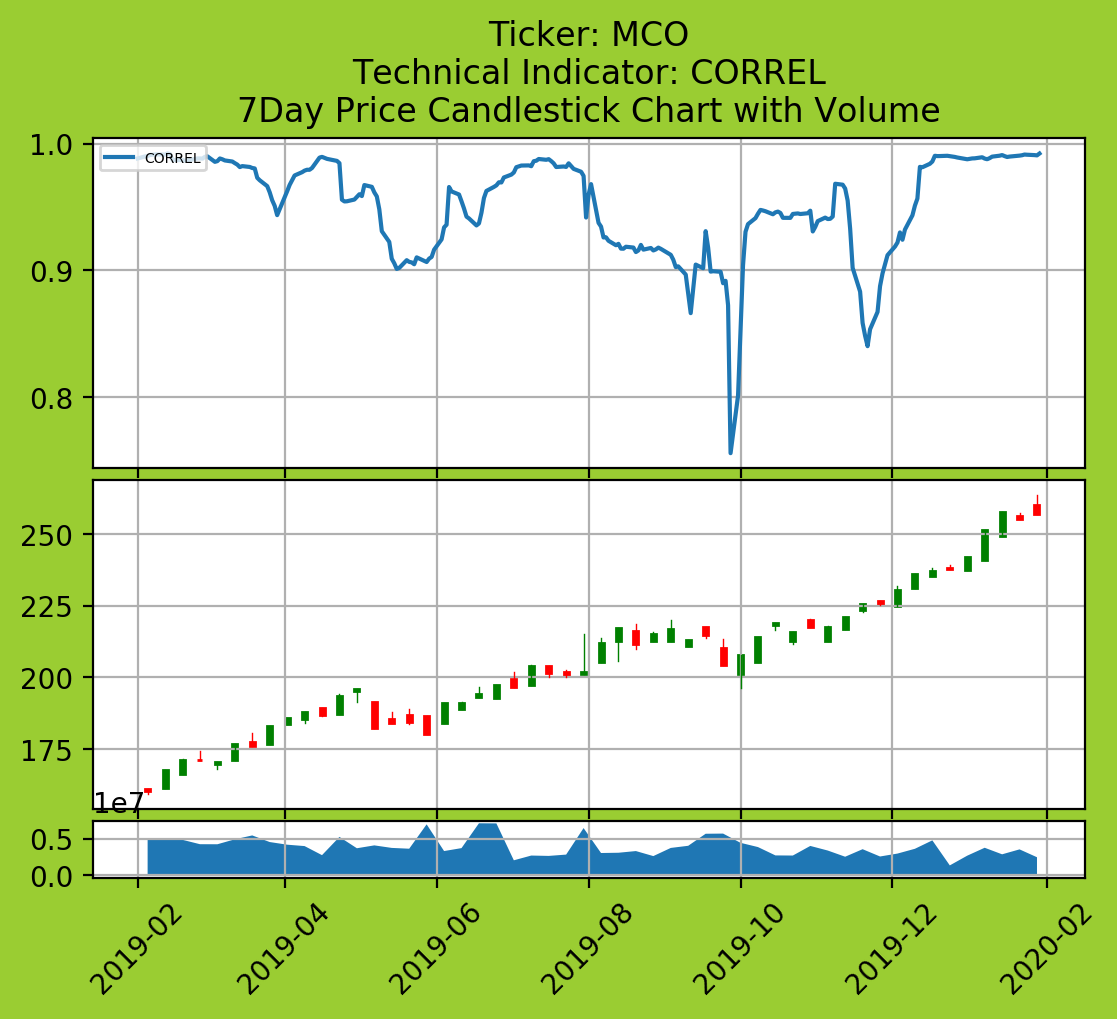 Ticker: MCO
Technical Indicator: CORREL
7Day Price Candlestick Chart with Volume
CORREL
1.0
0.9
0.8
250
225
200
175
1e7
0.5
0.0
2019-02 2019-04 2019-06 2019-08 2019-10 2019-12 2020-02